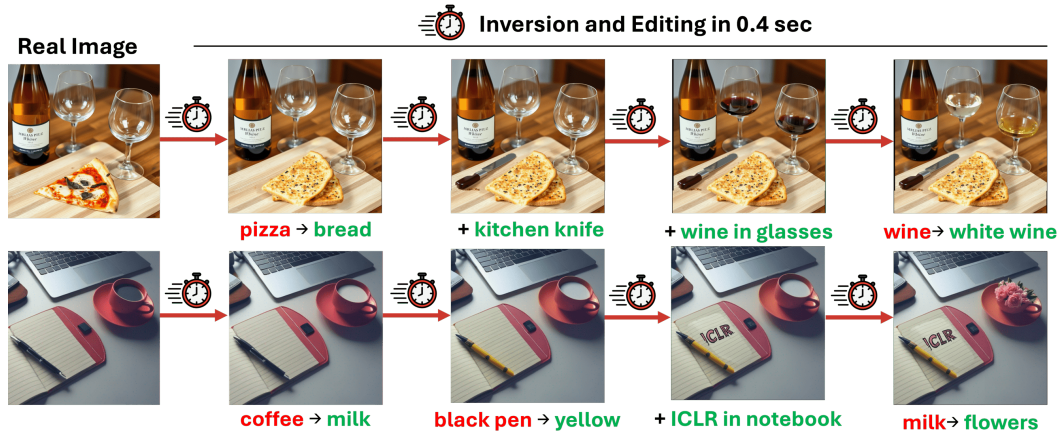 Inversion and Editing in 0.4 sec
Real Image
pizza → bread
+ kitchen knife
+ wine in glasses
wine→ white wine
ICLR
ICLR
coffee → milk
black pen → yellow
+ ICLR in notebook
milk→ flowers